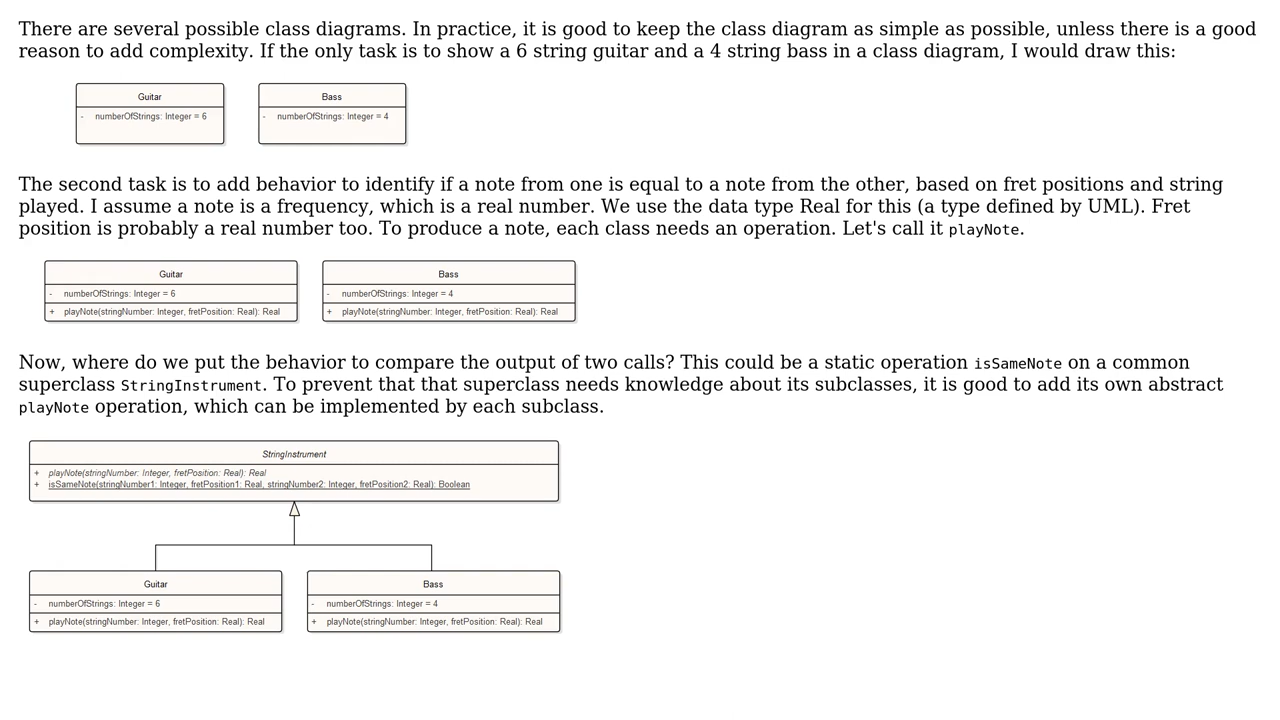 There are several possible class diagrams. In practice, it is good to keep the class diagram as simple as possible, unless there is a good
reason to add complexity. If the only task is to show a 6 string guitar and a 4 string bass in a class diagram, I would draw this:
Guitar
- numberOfStrings: Integer = 6
Bass
- numberOfStrings: Integer = 4
The second task is to add behavior to identify if a note from one is equal to a note from the other, based on fret positions and string
played. I assume a note is a frequency, which is a real number. We use the data type Real for this (a type defined by UML). Fret
position is probably a real number too. To produce a note, each class needs an operation. Let's call it playNote.
Guitar
- numberOfStrings: Integer = 6
+ playNote(stringNumber: Integer, fretPosition: Real): Real
Bass
- numberOfStrings: Integer = 4
+ playNote(stringNumber: Integer, fretPosition: Real): Real
Now, where do we put the behavior to compare the output of two calls? This could be a static operation isSameNote on a common
superclass StringInstrument. To prevent that that superclass needs knowledge about its subclasses, it is good to add its own abstract
playNote operation, which can be implemented by each subclass.
StringInstrument
+ playNote(stringNumber: Integer, fretPosition: Real): Real
+ isSameNote(stringNumber1: Integer, fretPosition1: Real, stringNumber2: Integer, fretPosition2: Real): Boolean
Guitar
- numberOfStrings: Integer = 6
+ playNote(stringNumber: Integer, fretPosition: Real): Real
Bass
- numberOfStrings: Integer = 4
+ playNote(stringNumber: Integer, fretPosition: Real): Real